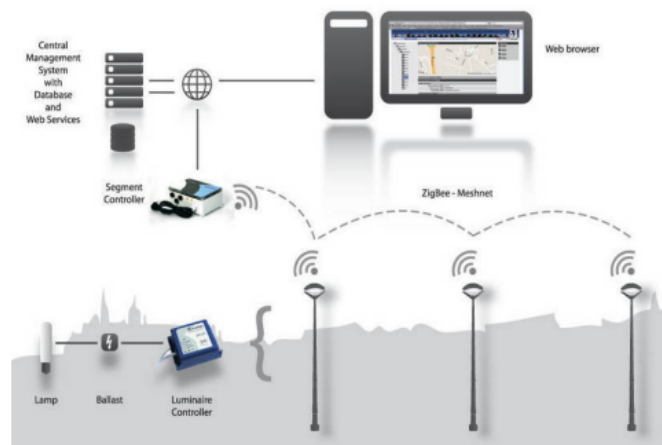 Central
Management
System
with
Database
and
Web Services
Web browser
Segment
Controller
ZigBee - Meshnet
Lamp
Ballast
Luminaire
Controller